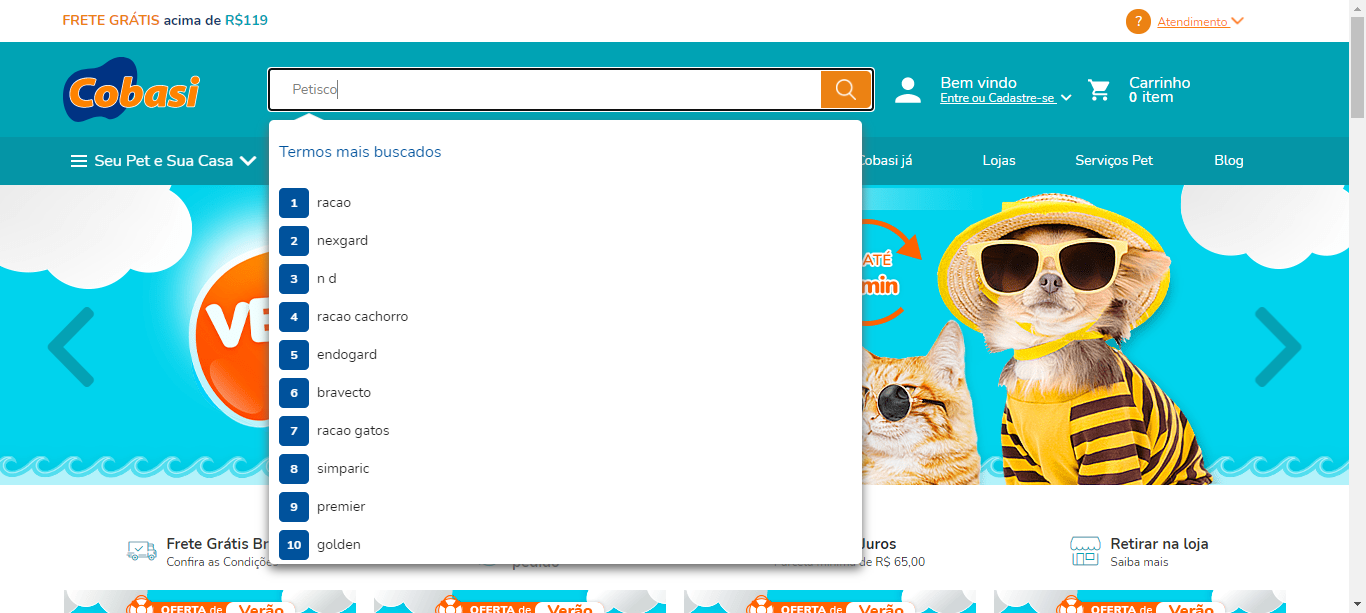 FRETE GRÁTIS acima de R$119
?
Atendimento
Cobasi
Petisco
Bem vindo
Entre ou Cadastre-se
Carrinho
0 item
Seu Pet e Sua Casa
Cobasi já
Lojas
Serviços Pet
Blog
Termos mais buscados
1 racao
2 nexgard
3 n d
4 racao cachorro
5 endogard
6 bravecto
7 racao gatos
8 simparic
9 premier
10 golden
ATÉ
Frete Grátis
Confira as
pedido
Juros
Parcela mínima de R$ 65,00
Retirar na loja
Saiba mais
OFERTA de Verão
OFERTA de Verão
OFERTA de Verão
OFERTA de Verão